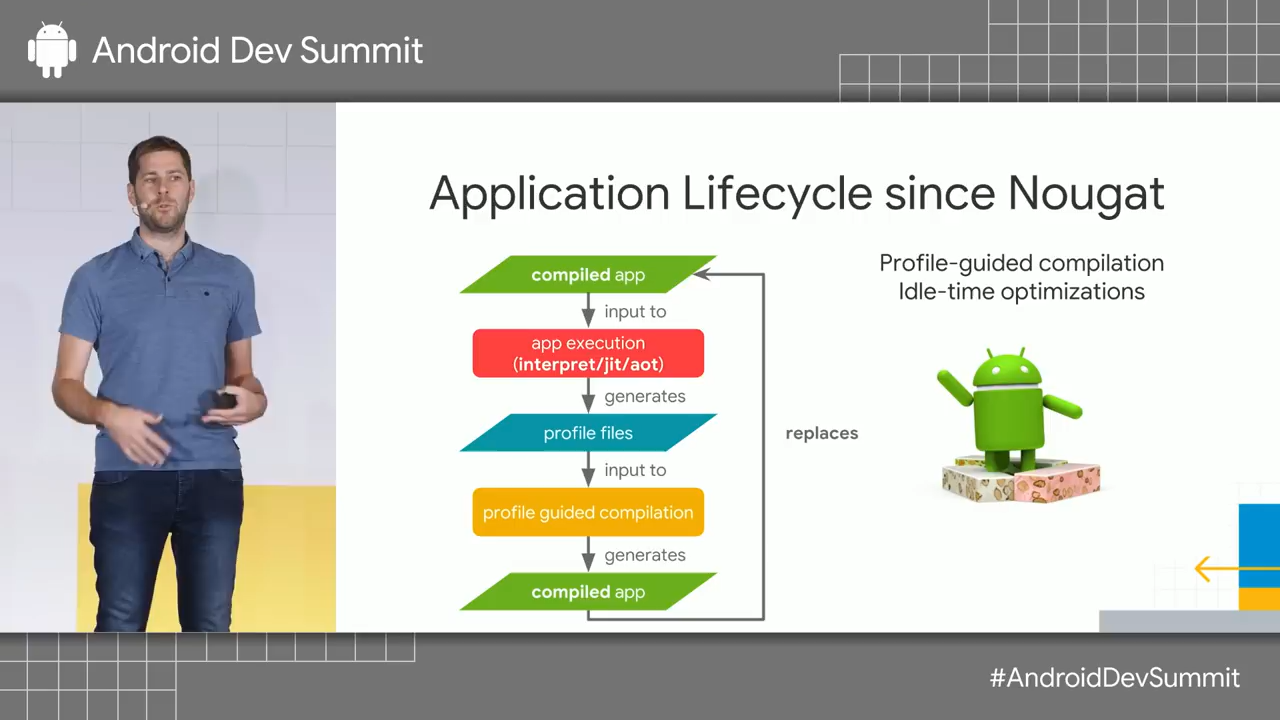 Android Dev Summit
Application Lifecycle since Nougat
compiled app
input to
app execution
(interpret/jit/aot)
generates
profile files
input to
profile guided compilation
generates
compiled app
replaces
Profile-guided compilation
Idle-time optimizations
#AndroidDevSummit